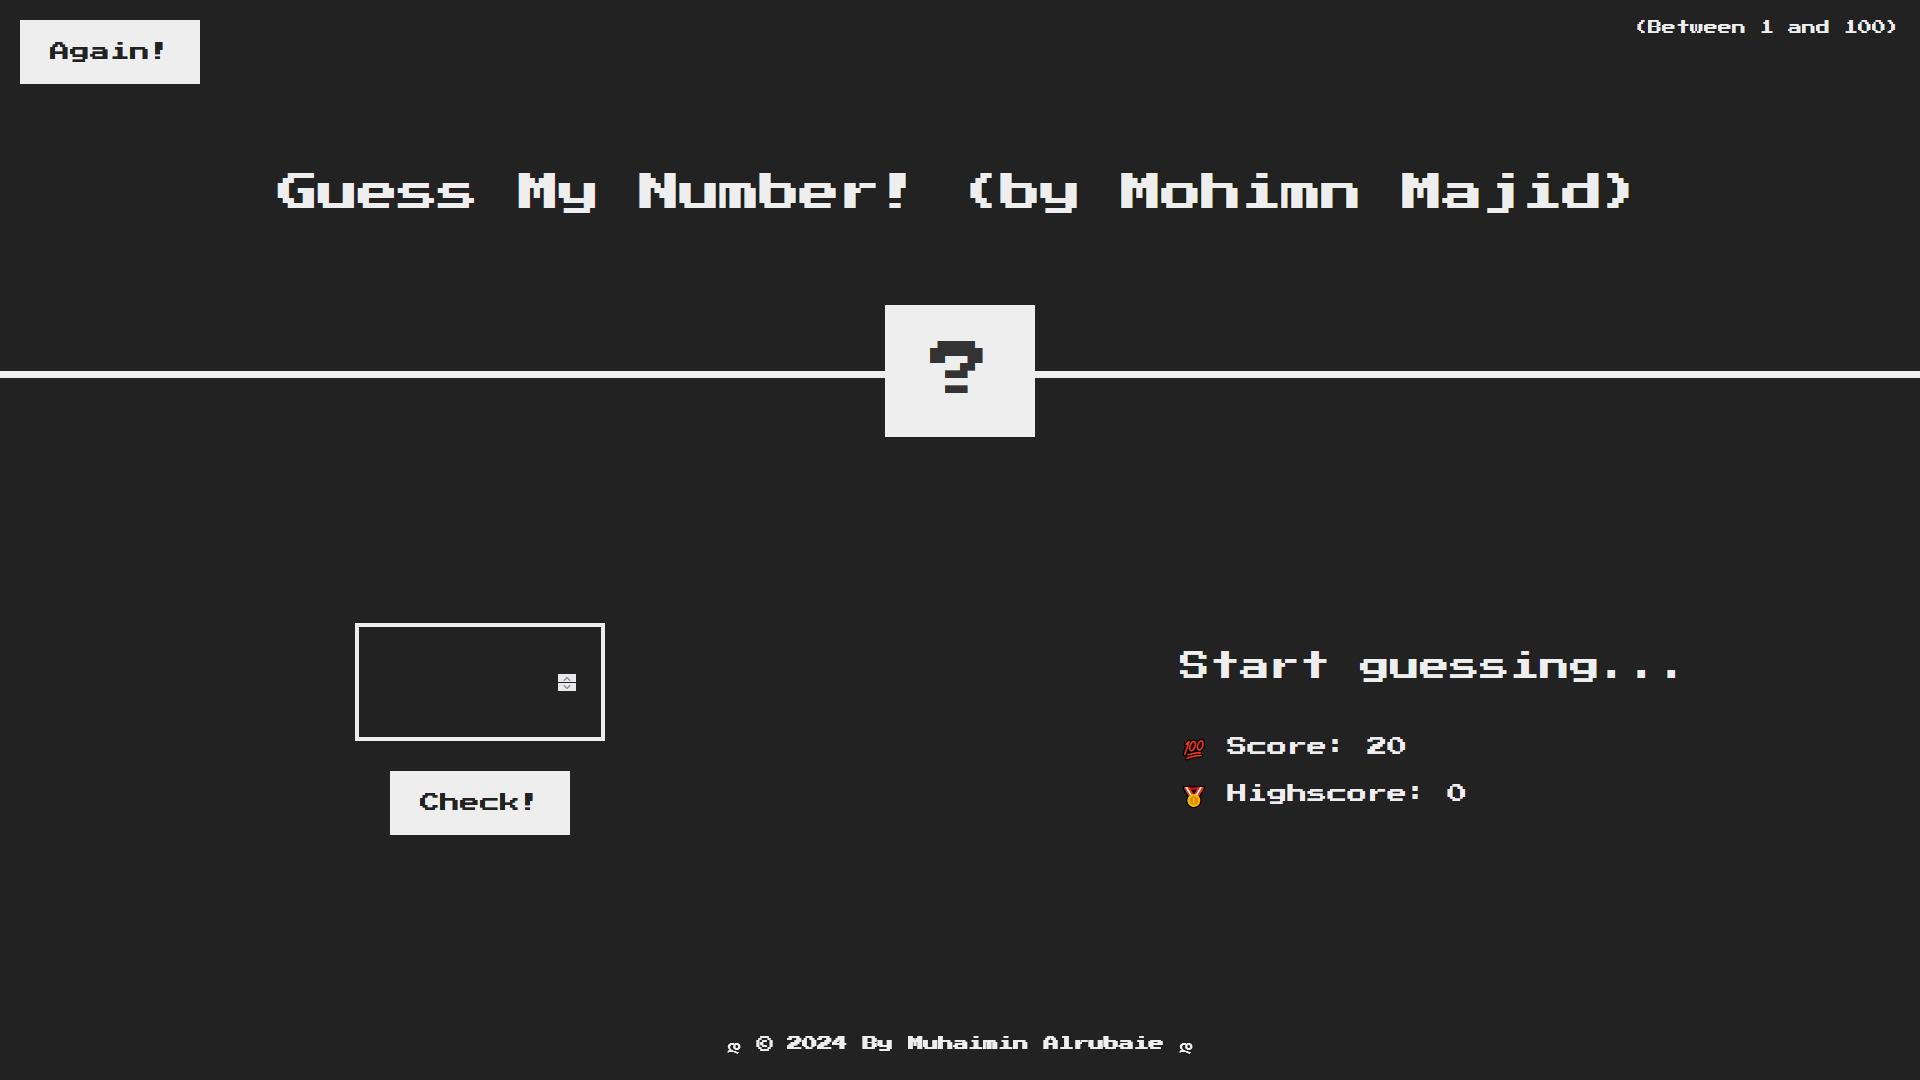 Again!
(Between 1 and 100)
Guess My Number! (by Mohimn Majid)
?
Start guessing...
💯 Score: 20
🥇 Highscore: 0
Check!
© 2024 By Muhaimin Alrubaie